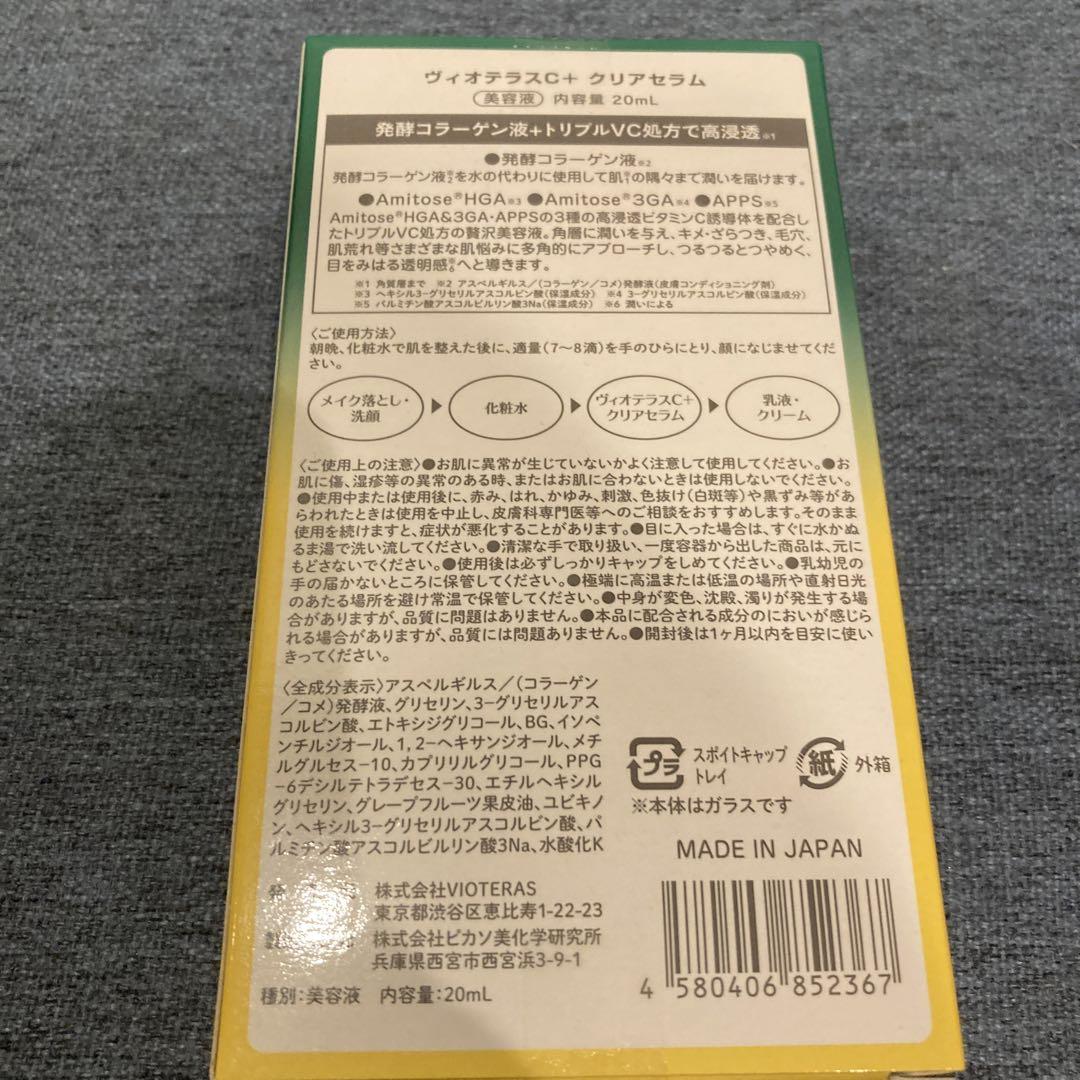 ヴィオテラスC+ クリアセラム
美容液 内容量 20mL
発酵コラーゲン液+トリプルVC処方で高浸透※1
●発酵コラーゲン液※2
発酵コラーゲン液※2を水の代わりに使用して肌※1の隅々まで潤いを届けます。
●Amitose®HGA※3 ●Amitose®3GA※4 ●APPS※5
Amitose®HGA&3GA・APPSの3種の高浸透ビタミンC誘導体を配合し
たトリプルVC処方の贅沢美容液。角層に潤いを与え、キメ・ざらつき、毛穴、
肌荒れ等さまざまな肌悩みに多角的にアプローチし、つるつるとつやめく、
目をみはる透明感※6へと導きます。
※1 角質層まで ※2 アスペルギルス/(コラーゲン/コメ)発酵液(皮膚コンディショニング剤)
※3 ヘキシル3-グリセリルアスコルビン酸(保湿成分) ※4 3-グリセリルアスコルビン酸(保湿成分)
※5 パルミチン酸アスコルビルリン酸3Na(保湿成分) ※6 潤いによる
〈ご使用方法〉
朝晩、化粧水で肌を整えた後に、適量(7〜8滴)を手のひらにとり、顔になじませてくだ
さい。
メイク落とし・
洗顔
化粧水
ヴィオテラスC+
クリアセラム
乳液・
クリーム
〈ご使用上の注意〉●お肌に異常が生じていないかよく注意して使用してください。●お
肌に傷、湿疹等の異常のある時、またはお肌に合わないときは使用しないでください。
●使用中または使用後に、赤み、はれ、かゆみ、刺激、色抜け(白斑等)や黒ずみ等があ
らわれたときは使用を中止し、皮膚科専門医等へのご相談をおすすめします。そのまま
使用を続けますと、症状が悪化することがあります。●目に入った場合は、すぐに水かぬ
るま湯で洗い流してください。●清潔な手で取り扱い、一度容器から出した商品は、元に
もどさないでください。●使用後は必ずしっかりキャップをしめてください。●乳幼児の
手の届かないところに保管してください。●極端に高温または低温の場所や直射日光
のあたる場所を避け常温で保管してください。●中身が変色、沈殿、濁りが発生する場
合がありますが、品質に問題はありません。●本品に配合される成分のにおいが感じら
れる場合がありますが、品質には問題ありません。●開封後は1ヶ月以内を目安に使い
きってください。
〈全成分表示〉アスペルギルス/(コラーゲン
/コメ)発酵液、グリセリン、3-グリセリルアス
コルビン酸、エトキシジグリコール、BG、イソペ
ンチルジオール、1,2-ヘキサンジオール、メチ
ルグルセス-10、カプリリルグリコール、PPG
-6デシルテトラデセス-30、エチルヘキシル
グリセリン、グレープフルーツ果皮油、ユビキノ
ン、ヘキシル3-グリセリルアスコルビン酸、パ
ルミチン酸アスコルビルリン酸3Na、水酸化K
プラ スポイトキャップ
トレイ
紙 外箱
※本体はガラスです
MADE IN JAPAN
発 株式会社VIOTERAS
東京都渋谷区恵比寿1-22-23
株式会社ピカソ美化学研究所
兵庫県西宮市西宮浜3-9-1
種別:美容液 内容量:20mL
4 580406 852367